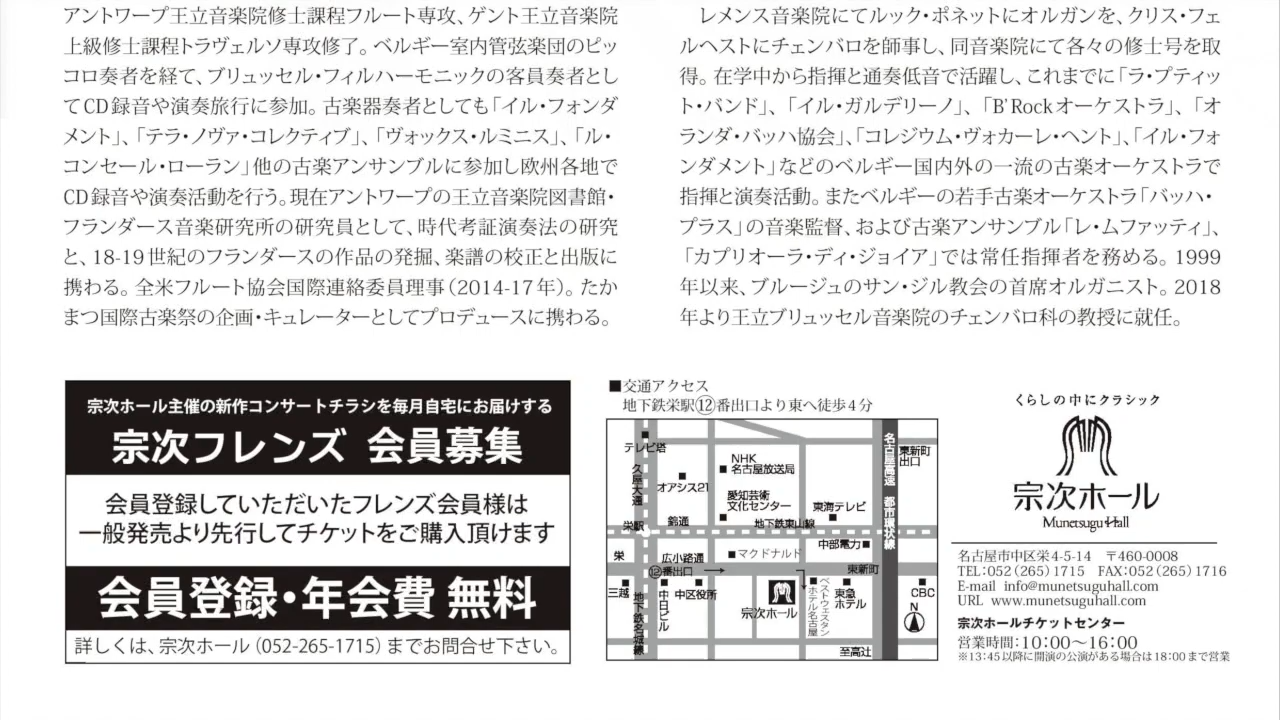 アントワープ王立音楽院修士課程フルート専攻、ゲント王立音楽院
上級修士課程トラヴェルソ専攻修了。ベルギー室内管弦楽団のピッ
コロ奏者を経て、ブリュッセル・フィルハーモニックの客員奏者とし
てCD録音や演奏旅行に参加。古楽器奏者としても「イル・フォンダ
メント」、「テラ・ノヴァ・コレクティブ」、「ヴォックス・ルミニス」、「ル・
コンセール・ローラン」他の古楽アンサンブルに参加し欧州各地で
CD録音や演奏活動を行う。現在アントワープの王立音楽院図書館・
フランダース音楽研究所の研究員として、時代考証演奏法の研究
と、18-19世紀のフランダースの作品の発掘、楽譜の校正と出版に
携わる。全米フルート協会国際連絡委員理事（2014-17年）。たか
まつ国際古楽祭の企画・キュレーターとしてプロデュースに携わる。
レメンス音楽院にてルック・ポネットにオルガンを、クリス・フェ
ルヘストにチェンバロを師事し、同音楽院にて各々の修士号を取
得。在学中から指揮と通奏低音で活躍し、これまでに「ラ・プティッ
ト・バンド」、「イル・ガルデリーノ」、「B'Rockオーケストラ」、「オ
ランダ・バッハ協会」、「コレジウム・ヴォカーレ・ヘント」、「イル・フォ
ンダメント」などのベルギー国内外の一流の古楽オーケストラで
指揮と演奏活動。またベルギーの若手古楽オーケストラ「バッハ・
プラス」の音楽監督、および古楽アンサンブル「レ・ムファッティ」、
「カプリオーラ・ディ・ジョイア」では常任指揮者を務める。1999
年以来、ブルージュのサン・ジル教会の首席オルガニスト。2018
年より王立ブリュッセル音楽院のチェンバロ科の教授に就任。
宗次ホール主催の新作コンサートチラシを毎月自宅にお届けする
宗次フレンズ 会員募集
会員登録していただいたフレンズ会員様は
一般発売より先行してチケットをご購入頂けます
会員登録・年会費 無料
詳しくは、宗次ホール（052-265-1715）までお問合せ下さい。
■交通アクセス
地下鉄栄駅⑫番出口より東へ徒歩4分
テレビ塔
久屋大通
オアシス21
NHK
名古屋放送局
愛知芸術
文化センター
東海テレビ
名古屋高速 都市環状線
東新町
出口
栄駅
錦通
地下鉄東山線
中部電力
栄
広小路通
マクドナルド
⑫番出口
東新町
三越
地下鉄名城線
中日ビル
中区役所
宗次ホール
ベストウェスタン
ホテル名古屋
東急
ホテル
CBC
N
至高辻
くらしの中にクラシック
宗次ホール
Munetsugu Hall
名古屋市中区栄4-5-14 〒460-0008
TEL:052(265)1715 FAX:052(265)1716
E-mail info@munetsuguhall.com
URL www.munetsuguhall.com
宗次ホールチケットセンター
営業時間:10:00〜16:00
※13:45以降に開演の公演がある場合は18:00まで営業